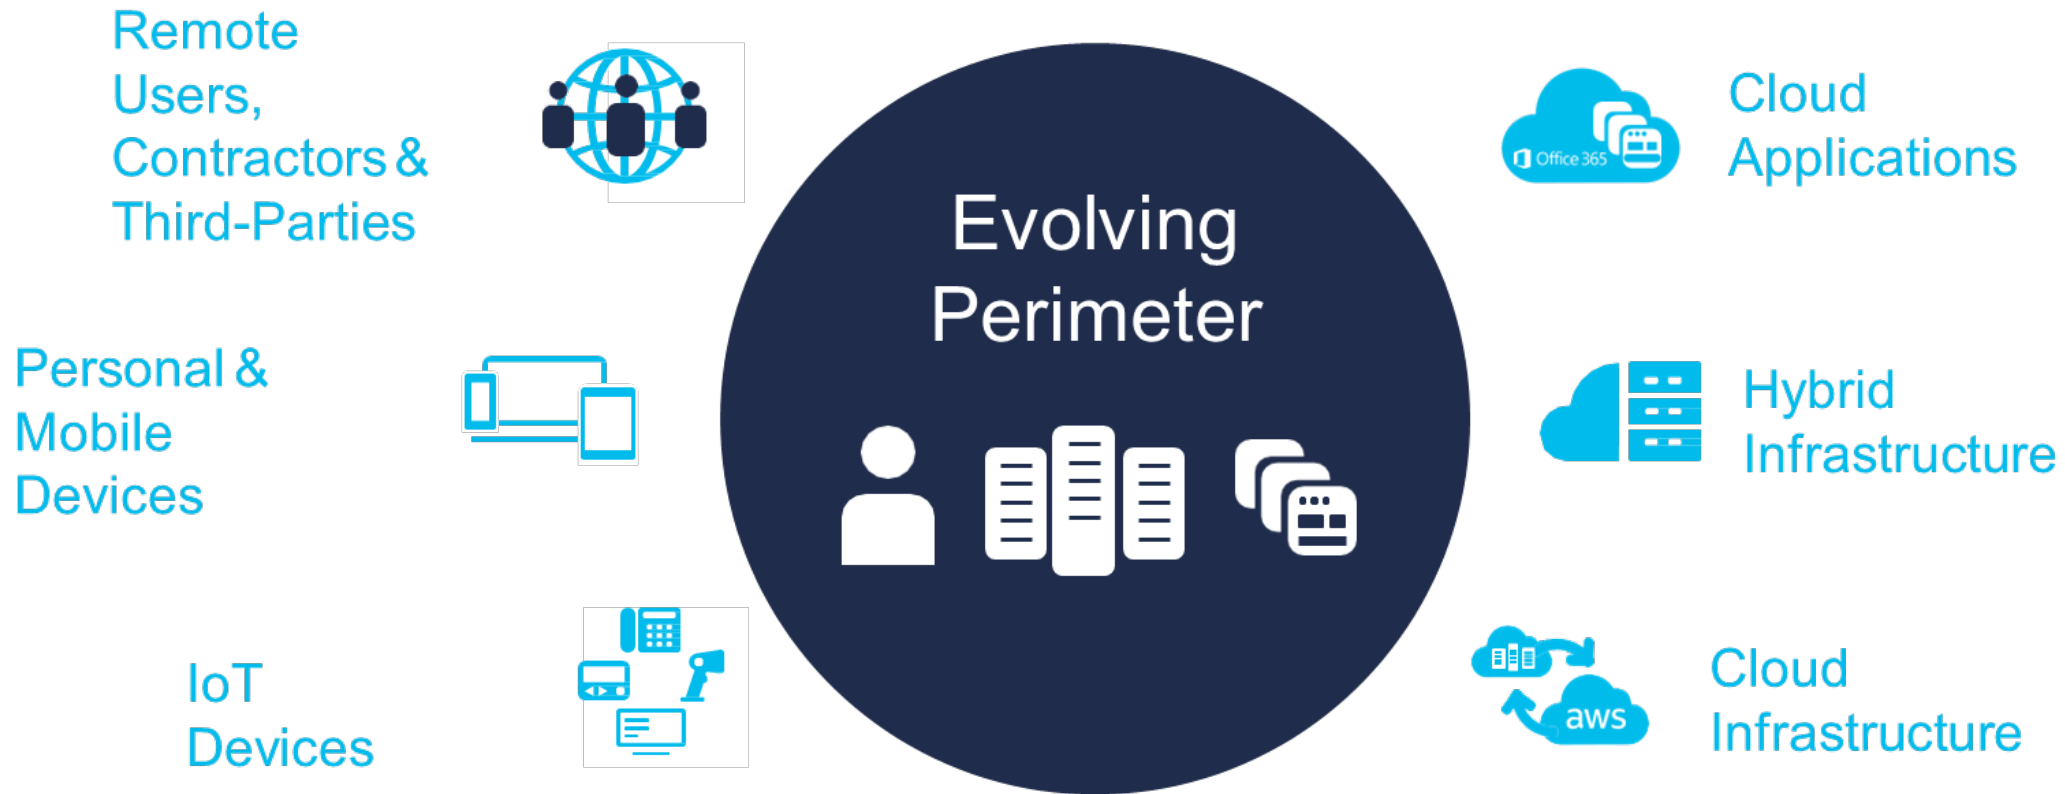 Remote
Users,
Contractors &
Third-Parties
Personal &
Mobile
Devices
IoT
Devices
Evolving
Perimeter
Office 365
Cloud
Applications
Hybrid
Infrastructure
aws
Cloud
Infrastructure